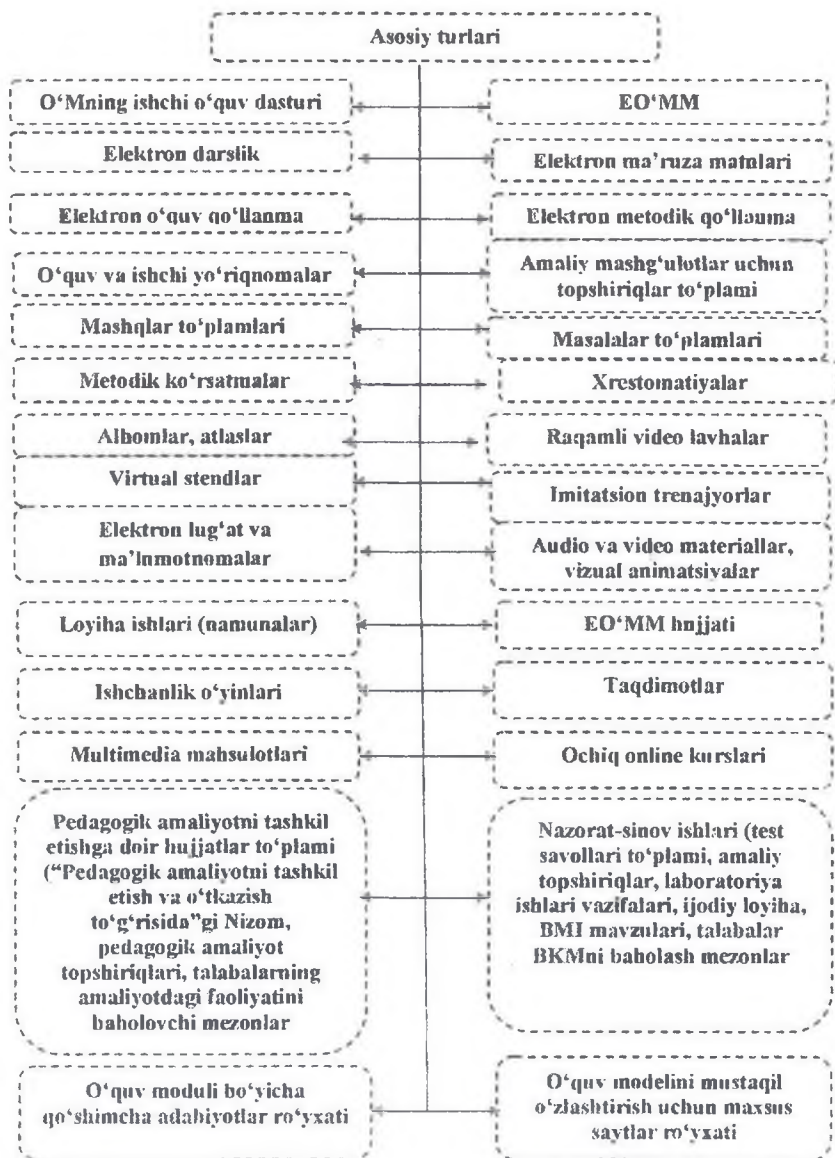 Asosiy turlari
O‘Mning ishchi o‘quv dasturi
EO‘MM
Elektron darslik
Elektron ma’ruza matnlari
Elektron o‘quv qo‘llanma
Elektron metodik qo‘llanma
O‘quv va ishchi yo‘riqnomalar
Amaliy mashg‘ulotlar uchun
topshiriqlar to‘plami
Mashqlar to‘plamlari
Masalalar to‘plamlari
Metodik ko‘rsatmalar
Xrestomatiyalar
Albomlar, atlaslar
Raqamli video lavhalar
Virtual stendlar
Imitatsion trenajyorlar
Elektron lug‘at va
ma’lumotnomalar
Audio va video materiallar,
vizual animatsiyalar
Loyiha ishlari (namunalar)
EO‘MM hujjati
Ishchanlik o‘yinlari
Taqdimotlar
Multimedia mahsulotlari
Ochiq online kurslari
Pedagogik amaliyotni tashkil
etishga doir hujjatlar to‘plami
(“Pedagogik amaliyotni tashkil
etish va o‘tkazish
to‘g‘risida”gi Nizom,
pedagogik amaliyot
topshiriqlari, talabalarning
amaliyotdagi faoliyatini
baholovchi mezonlar
Nazorat-sinov ishlari (test
savollari to‘plami, amaliy
topshiriqlar, laboratoriya
ishlari vazifalari, ijodiy loyiha,
BMI mavzulari, talabalar
BKMni baholash mezonlar
O‘quv moduli bo‘yicha
qo‘shimcha adabiyotlar ro‘yxati
O‘quv modelini mustaqil
o‘zlashtirish uchun maxsus
saytlar ro‘yxati